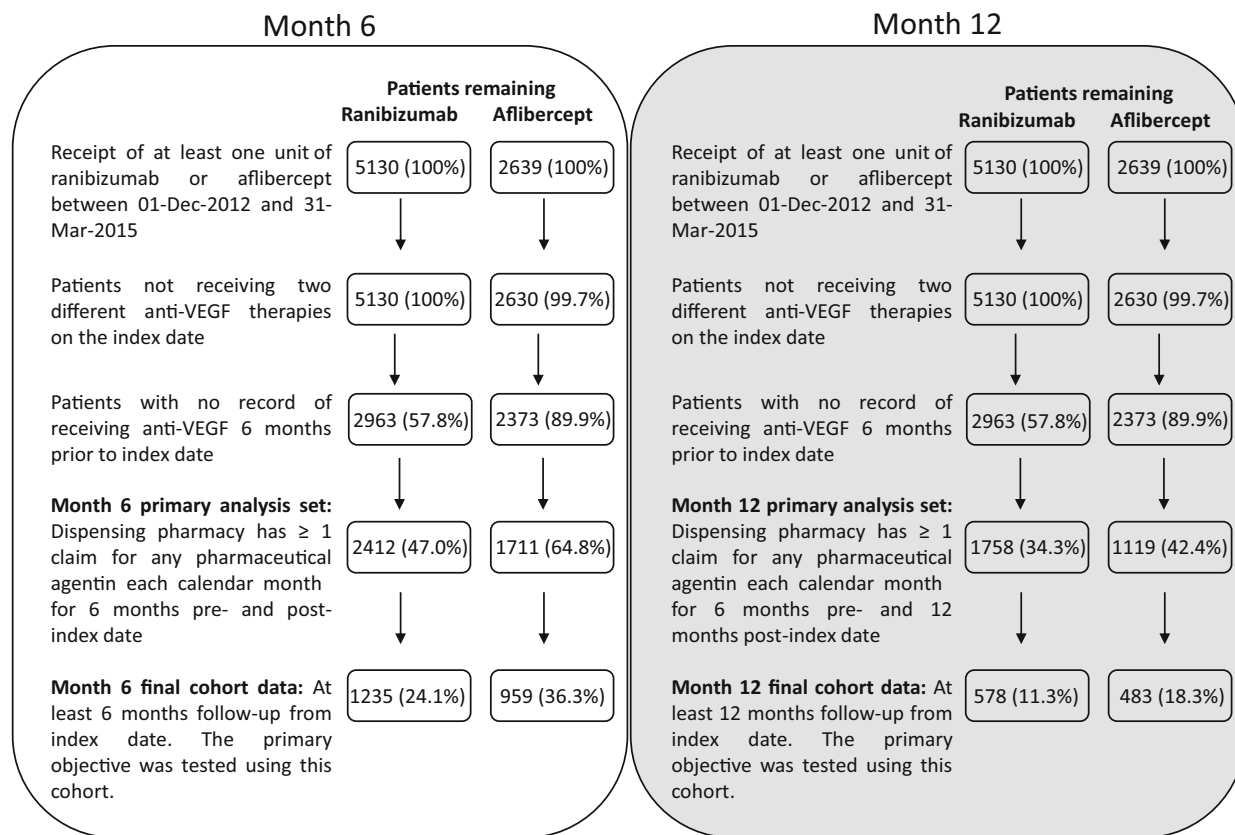 Month 6
Patients remaining
Ranibizumab Aflibercept
Receipt of at least one unit of
ranibizumab or aflibercept
between 01-Dec-2012 and 31-
Mar-2015
5130 (100%) 2639 (100%)
Patients not receiving two
different anti-VEGF therapies
on the index date
5130 (100%) 2630 (99.7%)
Patients with no record of
receiving anti-VEGF 6 months
prior to index date
2963 (57.8%) 2373 (89.9%)
Month 6 primary analysis set:
Dispensing pharmacy has ≥ 1
claim for any pharmaceutical
agentin each calendar month
for 6 months pre- and post-
index date
2412 (47.0%) 1711 (64.8%)
Month 6 final cohort data: At
least 6 months follow-up from
index date. The primary
objective was tested using this
cohort.
1235 (24.1%) 959 (36.3%)
Month 12
Patients remaining
Ranibizumab Aflibercept
Receipt of at least one unit of
ranibizumab or aflibercept
between 01-Dec-2012 and 31-
Mar-2015
5130 (100%) 2639 (100%)
Patients not receiving two
different anti-VEGF therapies
on the index date
5130 (100%) 2630 (99.7%)
Patients with no record of
receiving anti-VEGF 6 months
prior to index date
2963 (57.8%) 2373 (89.9%)
Month 12 primary analysis set:
Dispensing pharmacy has ≥ 1
claim for any pharmaceutical
agentin each calendar month
for 6 months pre- and 12
months post-index date
1758 (34.3%) 1119 (42.4%)
Month 12 final cohort data: At
least 12 months follow-up from
index date. The primary
objective was tested using this
cohort.
578 (11.3%) 483 (18.3%)